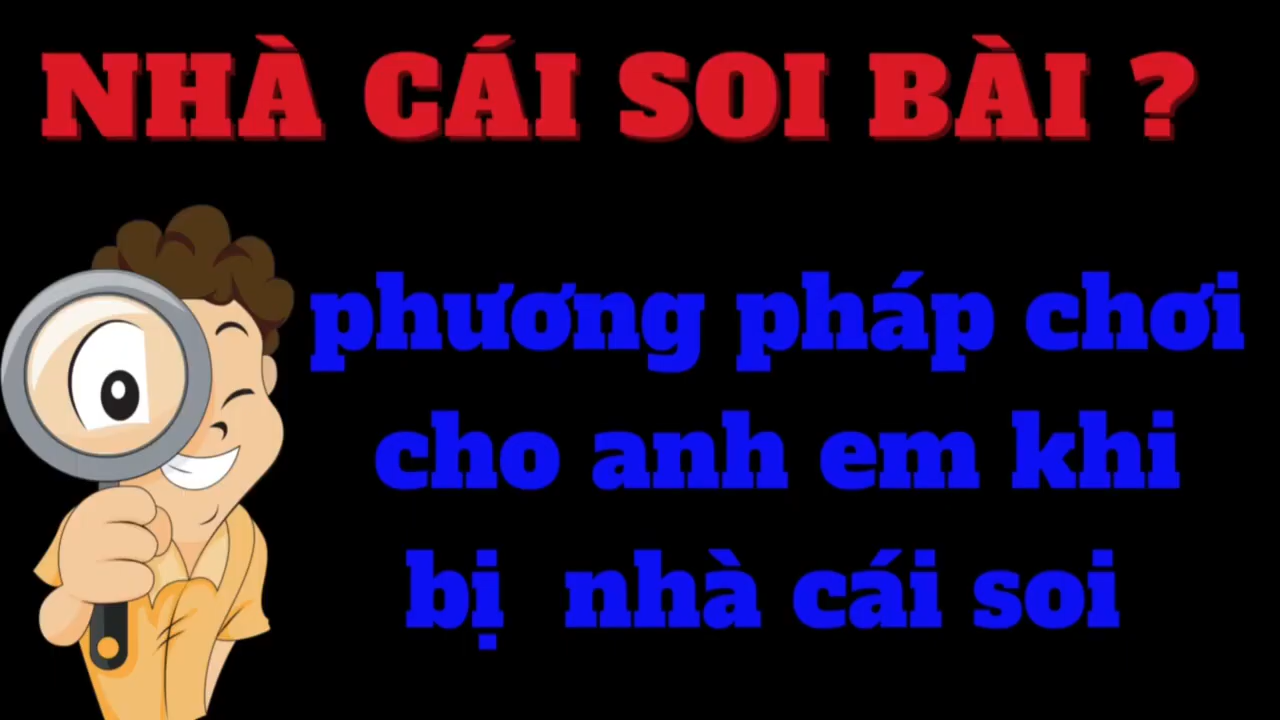 NHÀ CÁI SOI BÀI ?
phương pháp chơi
cho anh em khi
bị nhà cái soi